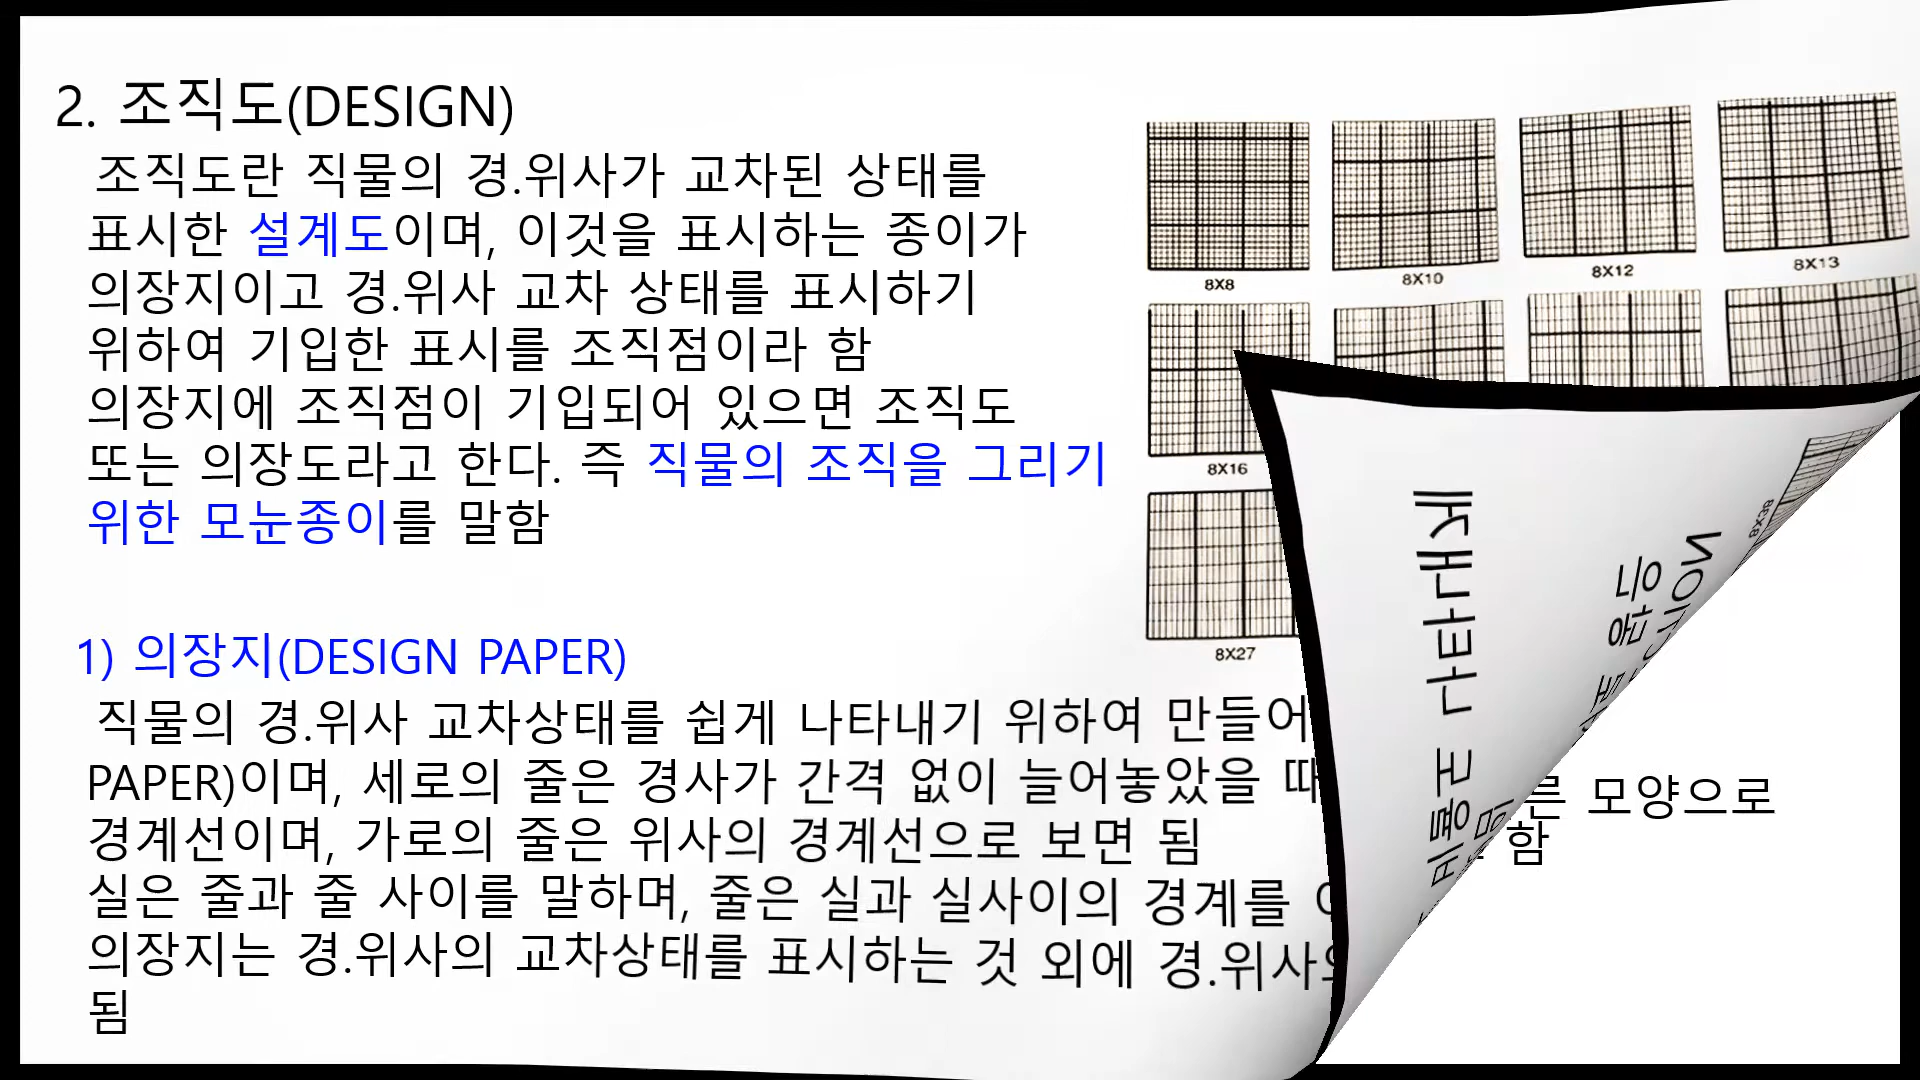 2. 조직도(DESIGN)
조직도란 직물의 경.위사가 교차된 상태를
표시한 설계도이며, 이것을 표시하는 종이가
의장지이고 경.위사 교차 상태를 표시하기
위하여 기입한 표시를 조직점이라 함
의장지에 조직점이 기입되어 있으면 조직도
또는 의장도라고 한다. 즉 직물의 조직을 그리기
위한 모눈종이를 말함
8X8
8X10
8X12
8X13
8X16
8X27
1) 의장지(DESIGN PAPER)
직물의 경.위사 교차상태를 쉽게 나타내기 위하여 만들어
PAPER)이며, 세로의 줄은 경사가 간격 없이 늘어놓았을
경계선이며, 가로의 줄은 위사의 경계선으로 보면 됨
실은 줄과 줄 사이를 말하며, 줄은 실과 실사이의 경계를
의장지는 경.위사의 교차상태를 표시하는 것 외에 경.위사
됨
모양으로
함
비율도 나타내게